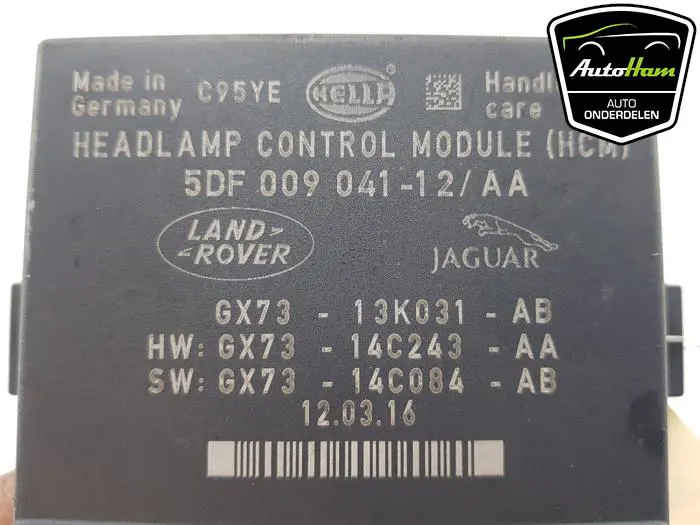 Made in Germany
C95YE
HELLA
Handl
care
HEADLAMP CONTROL MODULE (HCM)
5DF 009 041-12/AA
LAND
ROVER
JAGUAR
GX73 - 13K031 - AB
HW: GX73 - 14C243 - AA
SW: GX73 - 14C084 - AB
12.03.16
AutoHam
AUTO
ONDERDELEN